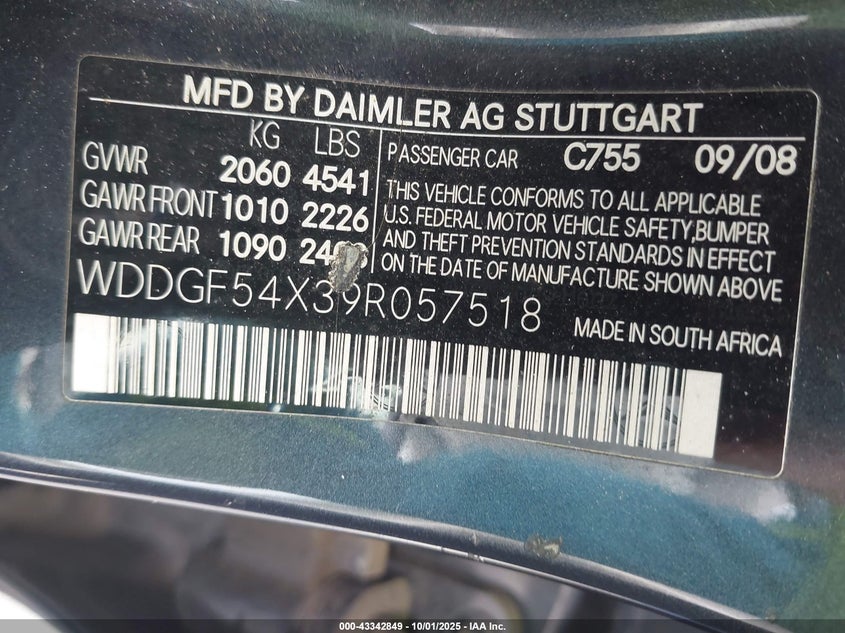 MFD BY DAIMLER AG STUTTGART
KG LBS
GVWR 2060 4541
GAWR FRONT 1010 2226
GAWR REAR 1090
PASSENGER CAR C755 09/08
THIS VEHICLE CONFORMS TO ALL APPLICABLE
U.S. FEDERAL MOTOR VEHICLE SAFETY,BUMPER
AND THEFT PREVENTION STANDARDS IN EFFECT
ON THE DATE OF MANUFACTURE SHOWN ABOVE
WDDGF54X39R057518
MADE IN SOUTH AFRICA
000-43342849 - 10/01/2025 - IAA Inc.